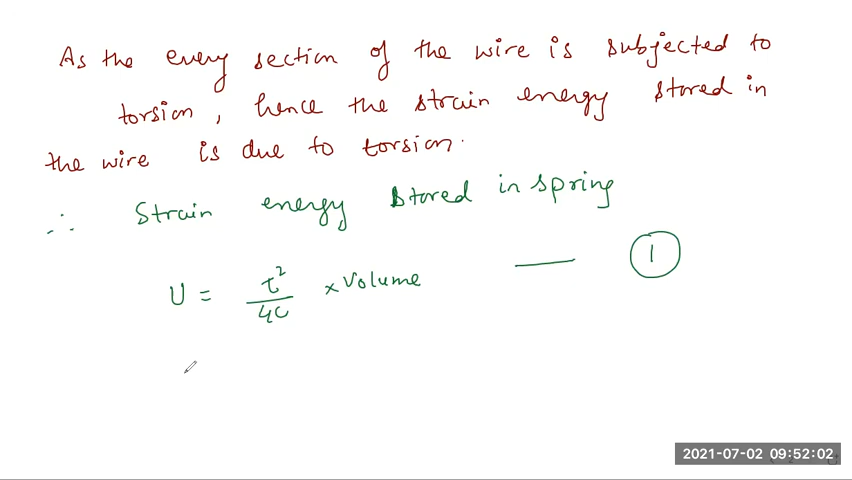 As the every section of the wire is subjected to
torsion, hence the strain energy stored in
the wire is due to torsion.
∴ Strain energy stored in spring
U = τ²/4C × Volume — 1
2021-07-02 09:52:02